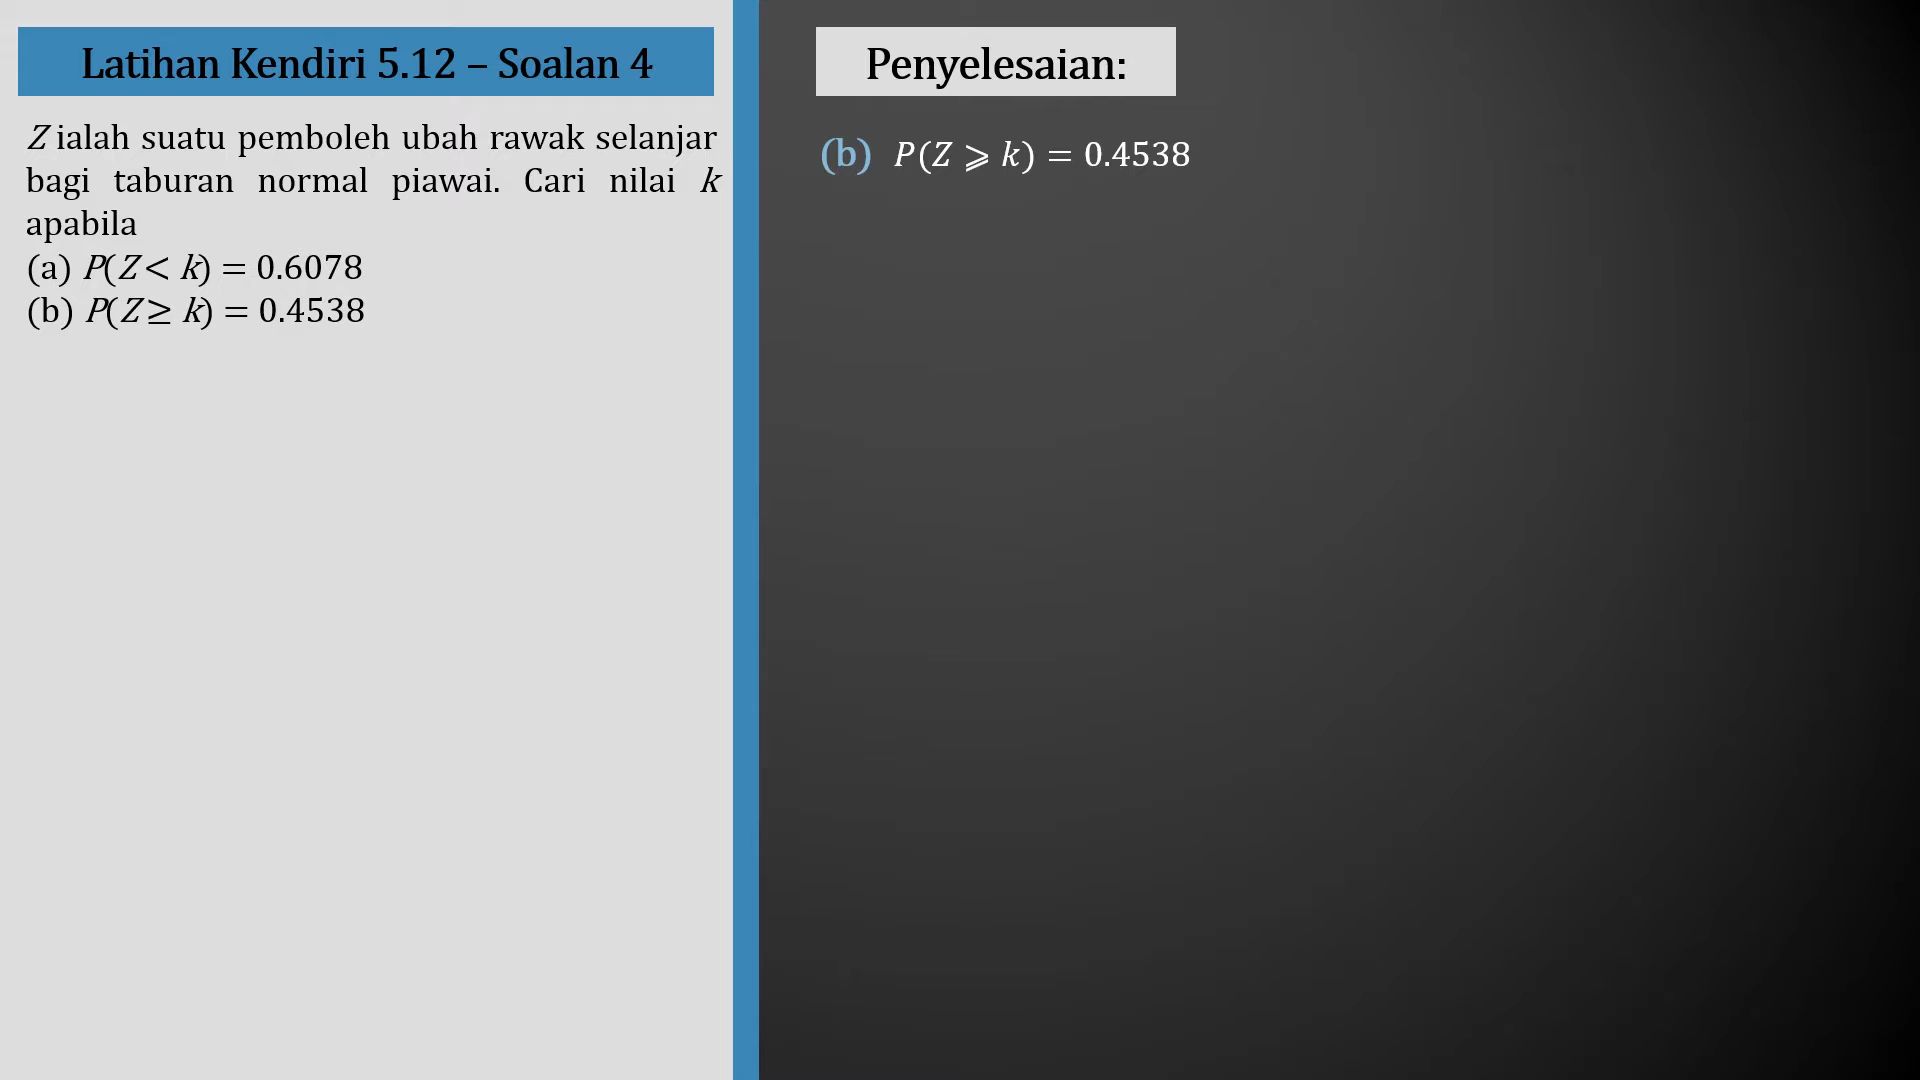 Latihan Kendiri 5.12 – Soalan 4
Z ialah suatu pemboleh ubah rawak selanjar
bagi taburan normal piawai. Cari nilai k
apabila
(a) P(Z < k) = 0.6078
(b) P(Z ≥ k) = 0.4538
Penyelesaian:
(b) P(Z ⩾ k) = 0.4538